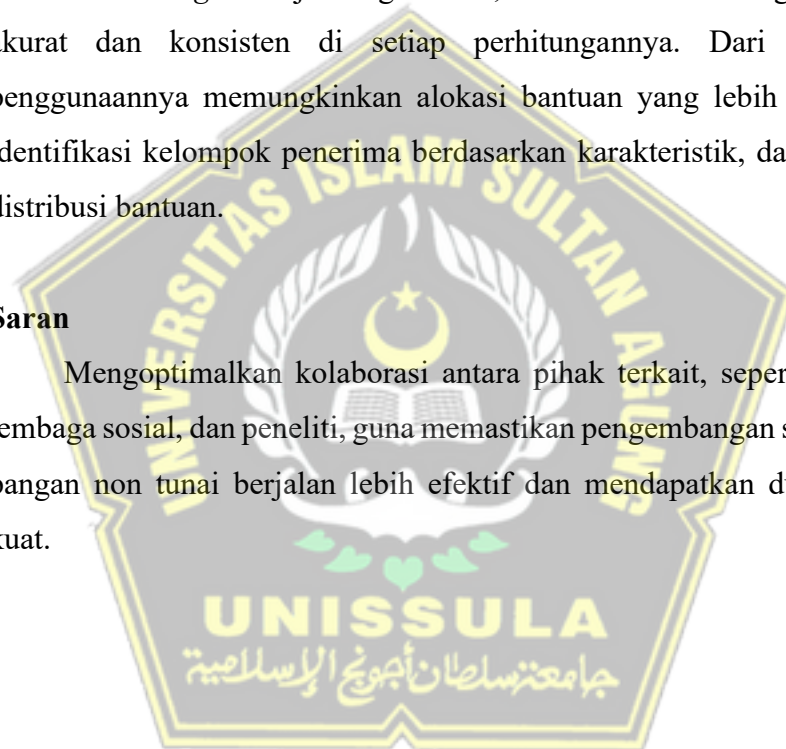 akurat dan konsisten di setiap perhitungannya. Dari
penggunaannya memungkinkan alokasi bantuan yang lebih
identifikasi kelompok penerima berdasarkan karakteristik, da
distribusi bantuan.
Saran
Mengoptimalkan kolaborasi antara pihak terkait, seper
lembaga sosial, dan peneliti, guna memastikan pengembangan s
pangan non tunai berjalan lebih efektif dan mendapatkan du
kuat.
UNIVERSITAS ISLAM SULTAN AGUNG
UNISSULA
جامعتنسلطان أجونج الإسلامية